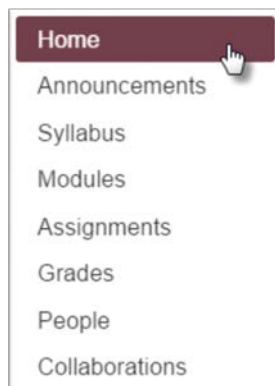 Home
Announcements
Syllabus
Modules
Assignments
Grades
People
Collaborations